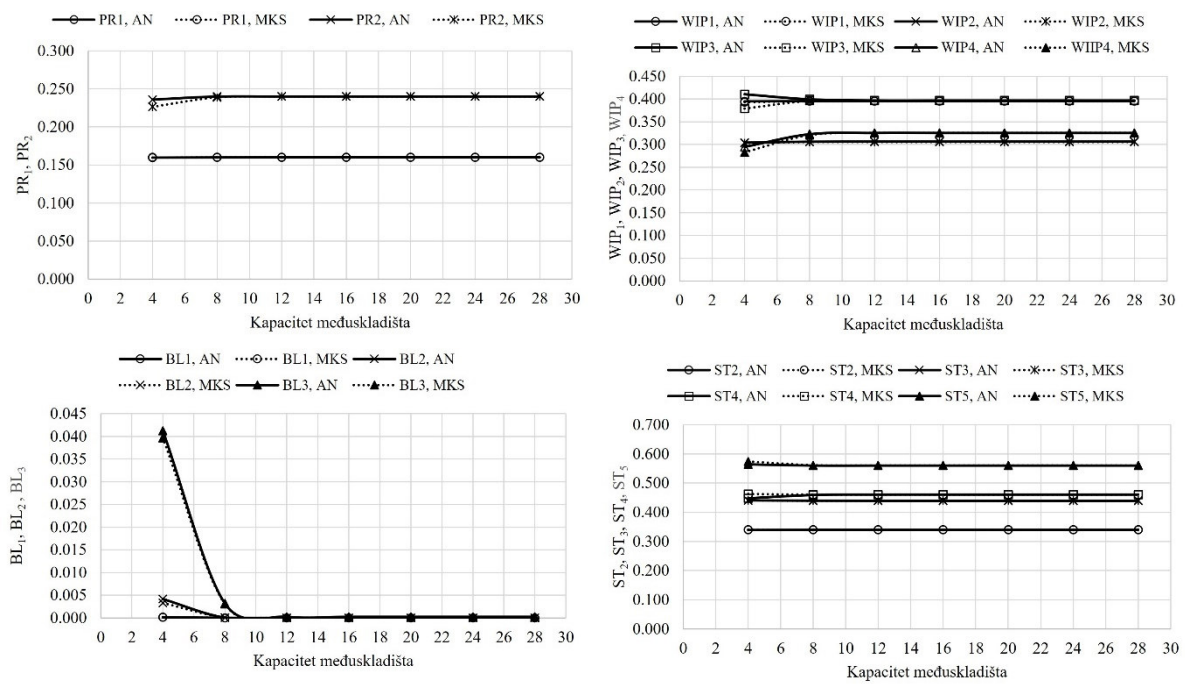 PR1, AN PR1, MKS PR2, AN PR2, MKS
0.300
0.250
0.200
0.150
0.100
0.050
0.000
PR1, PR2
0 2 4 6 8 10 12 14 16 18 20 22 24 26 28 30
Kapacitet međuskladišta
WIP1, AN WIP1, MKS WIP2, AN WIP2, MKS
WIP3, AN WIP3, MKS WIP4, AN WIIP4, MKS
0.450
0.400
0.350
0.300
0.250
0.200
0.150
0.100
0.050
0.000
WIP1, WIP2, WIP3, WIP4
0 2 4 6 8 10 12 14 16 18 20 22 24 26 28 30
Kapacitet međuskladišta
BL1, AN BL1, MKS BL2, AN
BL2, MKS BL3, AN BL3, MKS
0.045
0.040
0.035
0.030
0.025
0.020
0.015
0.010
0.005
0.000
BL1, BL2, BL3
0 2 4 6 8 10 12 14 16 18 20 22 24 26 28 30
Kapacitet međuskladišta
ST2, AN ST2, MKS ST3, AN ST3, MKS
ST4, AN ST4, MKS ST5, AN ST5, MKS
0.700
0.600
0.500
0.400
0.300
0.200
0.100
0.000
ST2, ST3, ST4, ST5
0 2 4 6 8 10 12 14 16 18 20 22 24 26 28 30
Kapacitet međuskladišta